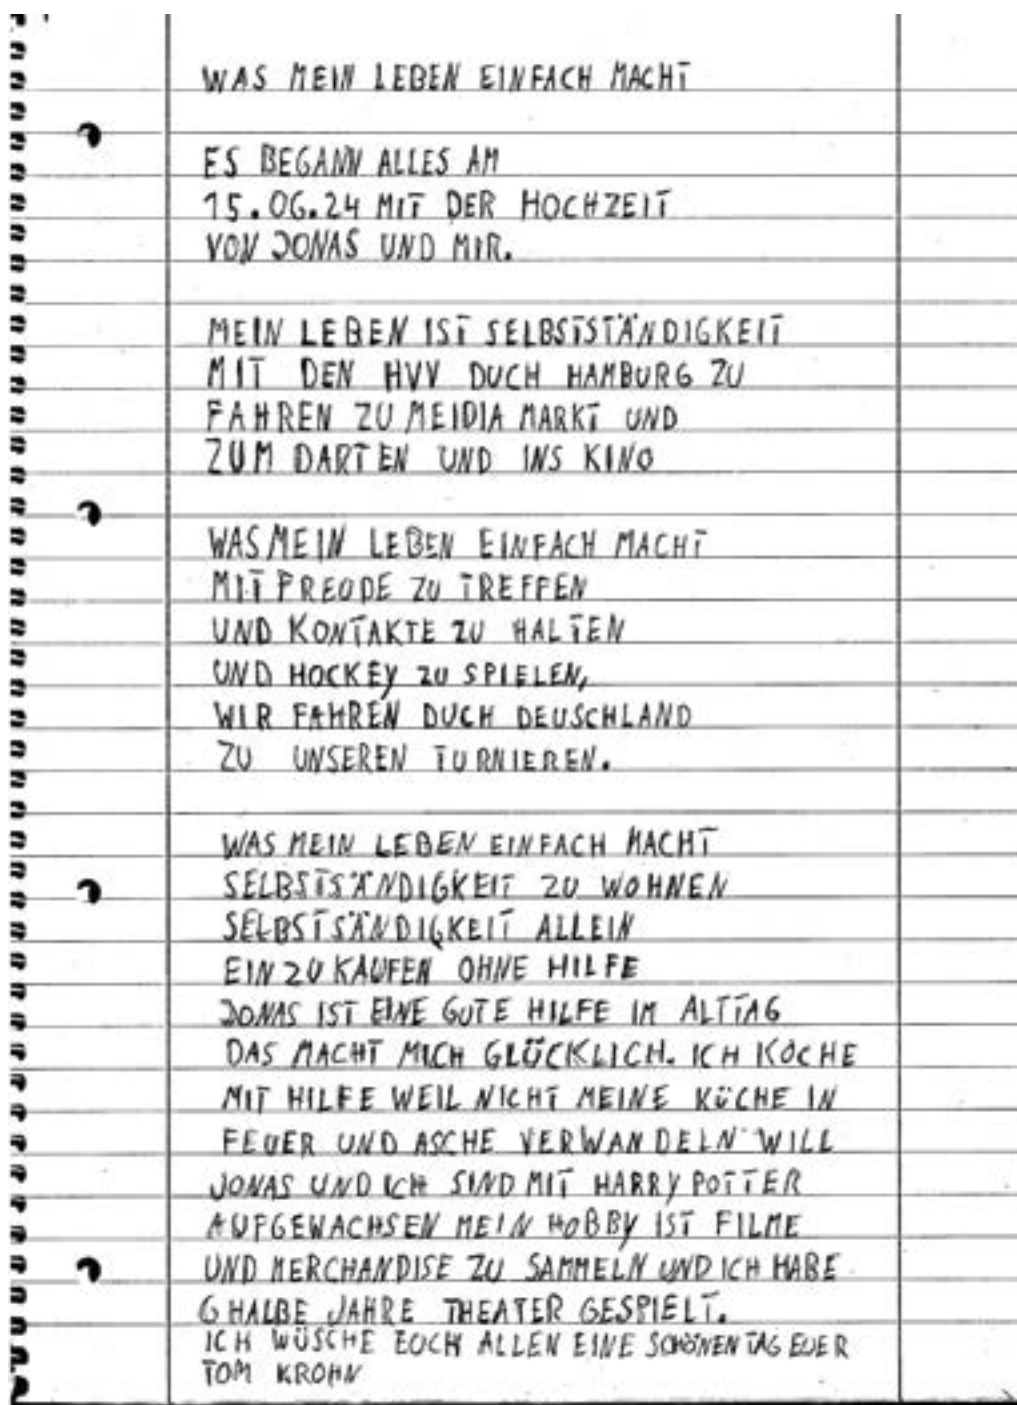 WAS MEIN LEBEN EINFACH MACHT
ES BEGANN ALLES AM
15.06.24 MIT DER HOCHZEIT
VON JONAS UND MIR.
MEIN LEBEN IST SELBSTSTÄNDIGKEIT
MIT DEN HVV DUCH HAMBURG ZU
FAHREN ZU MEIDIA MARKT UND
ZUM DARTEN UND INS KINO
WAS MEIN LEBEN EINFACH MACHT
MIT FREUDE ZU TREFFEN
UND KONTAKTE ZU HALTEN
UND HOCKEY ZU SPIELEN,
WIR FAHREN DUCH DEUSCHLAND
ZU UNSEREN TURNIEREN.
WAS MEIN LEBEN EINFACH MACHT
SELBSTSÄNDIGKEIT ZU WOHNEN
SELBSTSÄNDIGKEIT ALLEIN
EIN ZU KAUFEN OHNE HILFE
JONAS IST EINE GUTE HILFE IM ALTTAG
DAS MACHT MICH GLÜCKLICH. ICH KOCHE
MIT HILFE WEIL NICHT MEINE KÜCHE IN
FEUER UND ASCHE VERWANDELN WILL
JONAS UND ICH SIND MIT HARRY POTTER
AUFGEWACHSEN MEIN HOBBY IST FILME
UND MERCHANDISE ZU SAMMELN UND ICH HABE
6 HALBE JAHRE THEATER GESPIELT.
ICH WÜSCHE EUCH ALLEN EINE SCHÖNEN TAG EUER
TOM KROHN